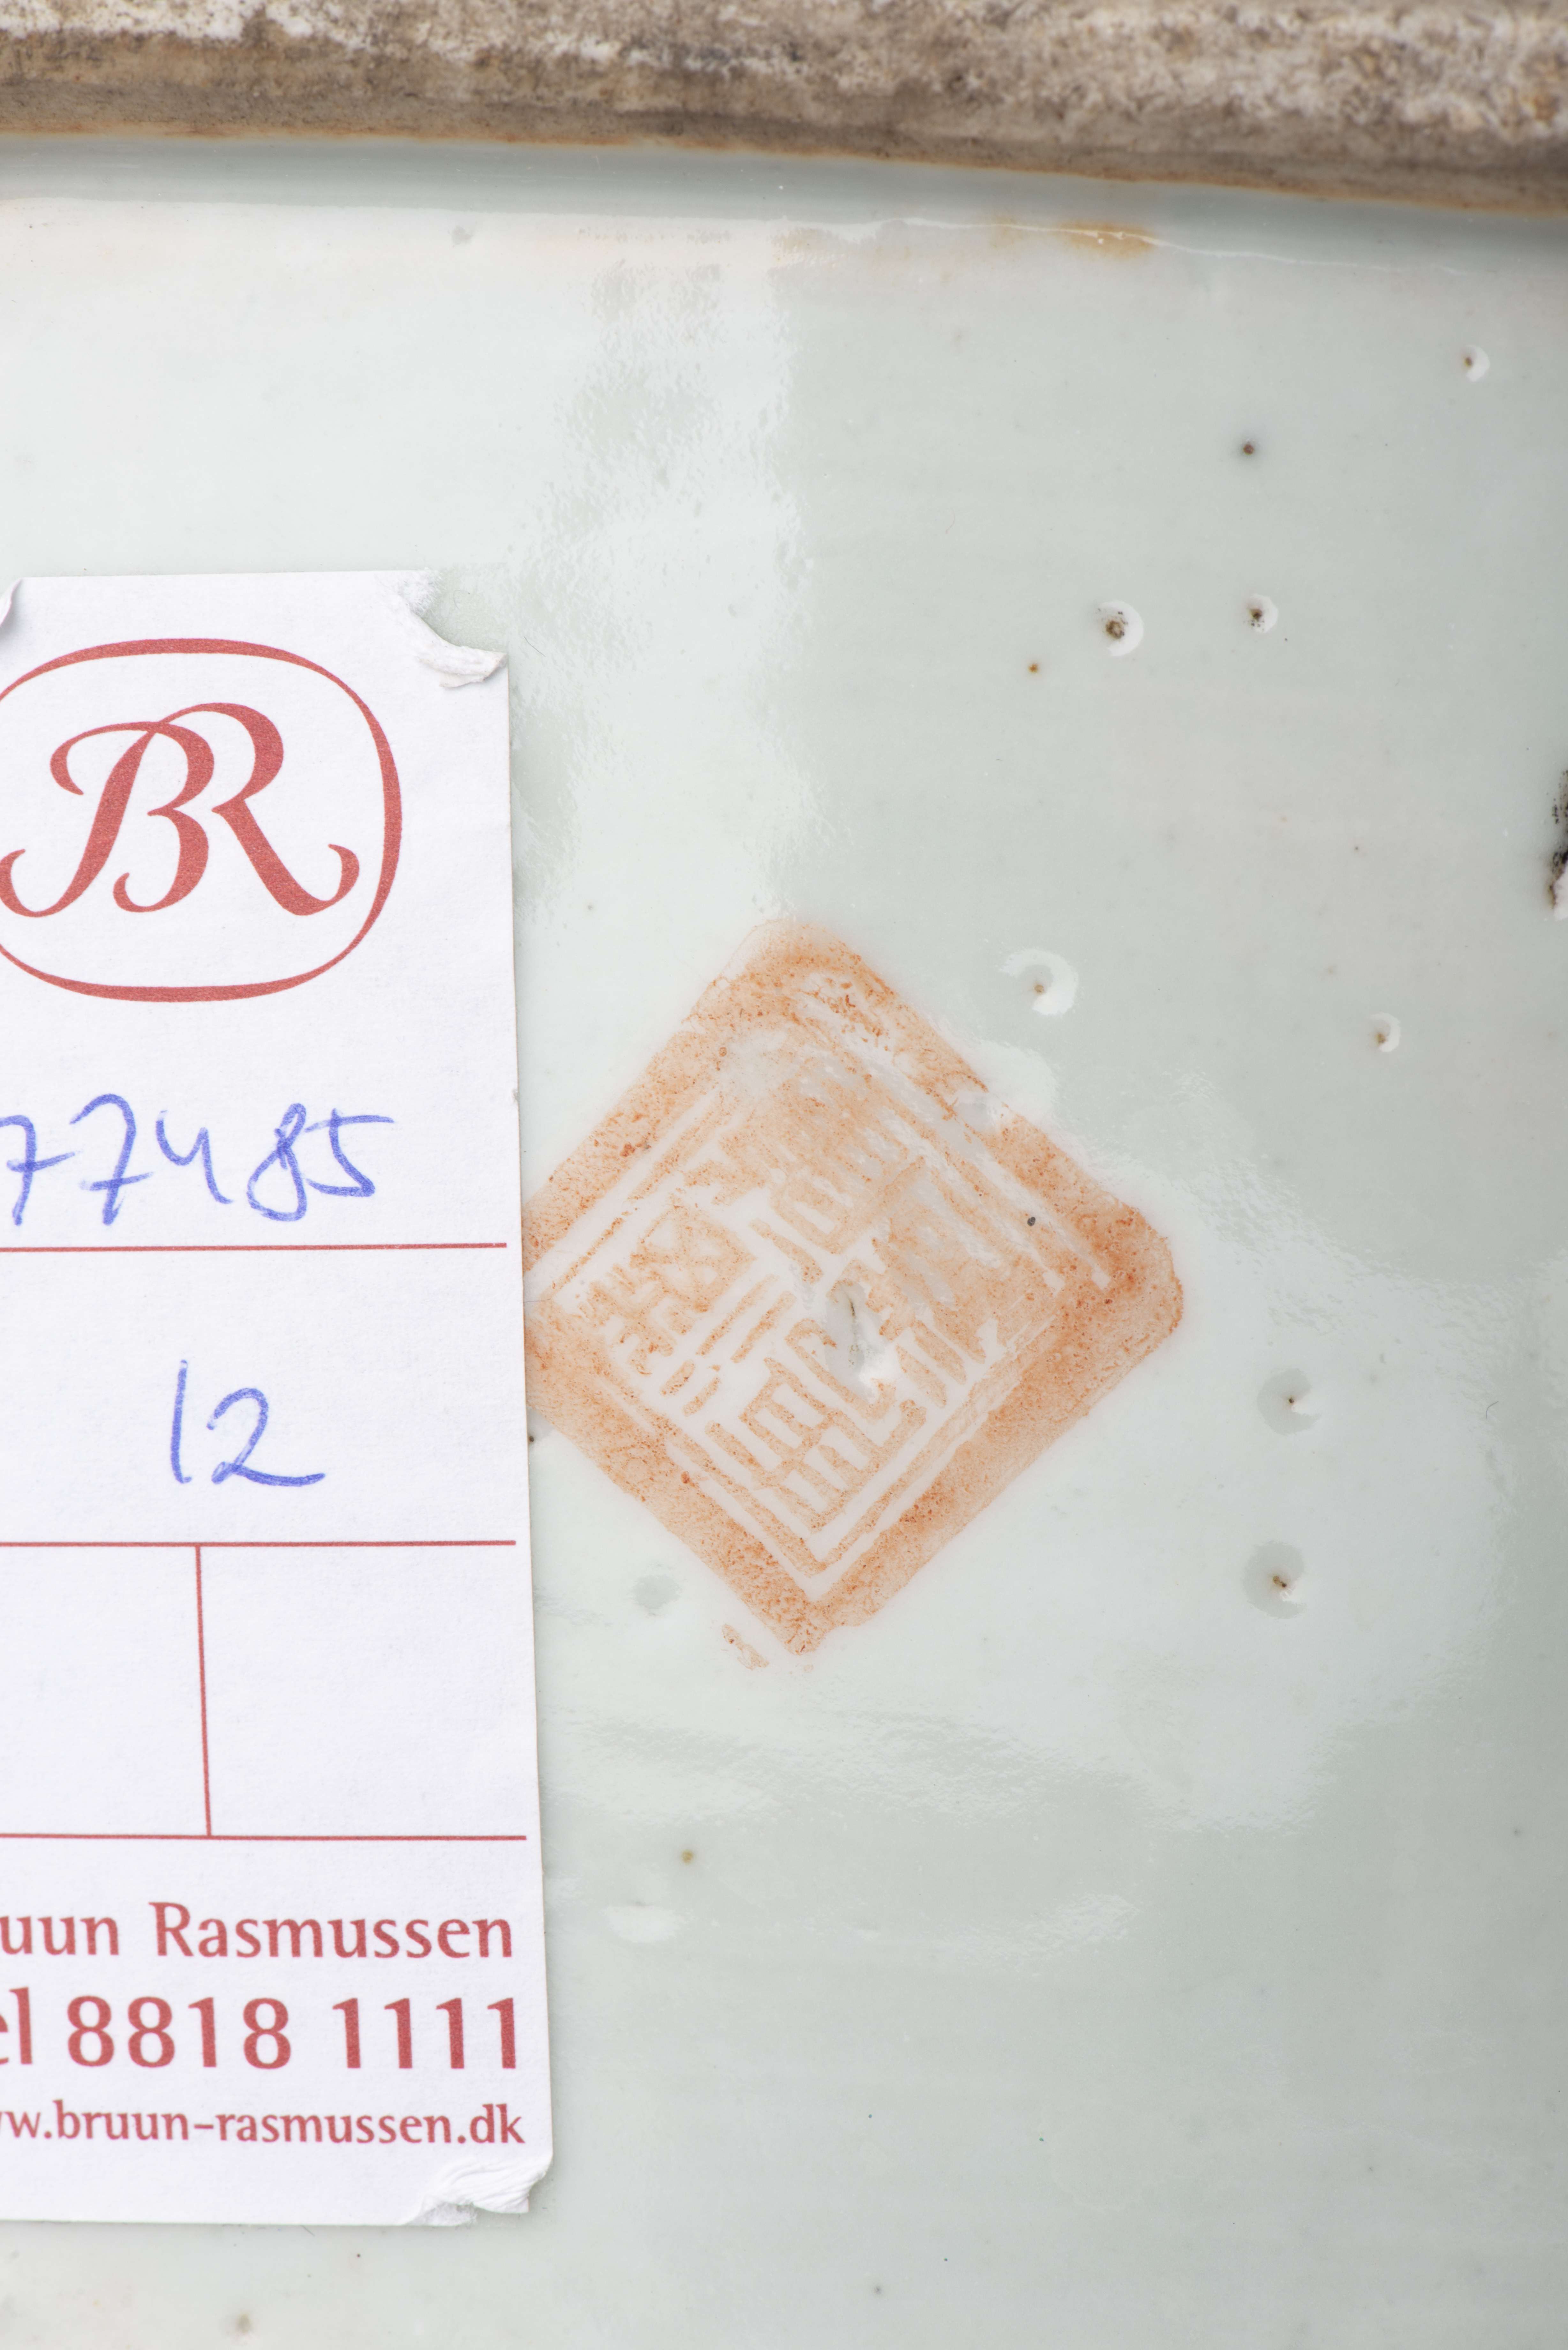 BR
77485
12
uun Rasmussen
el 8818 1111
w.bruun-rasmussen.dk